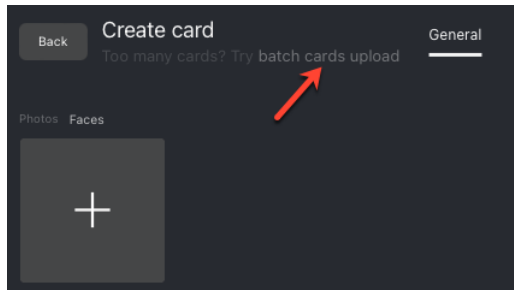 Back
Create card
Too many cards? Try batch cards upload
General
Photos Faces